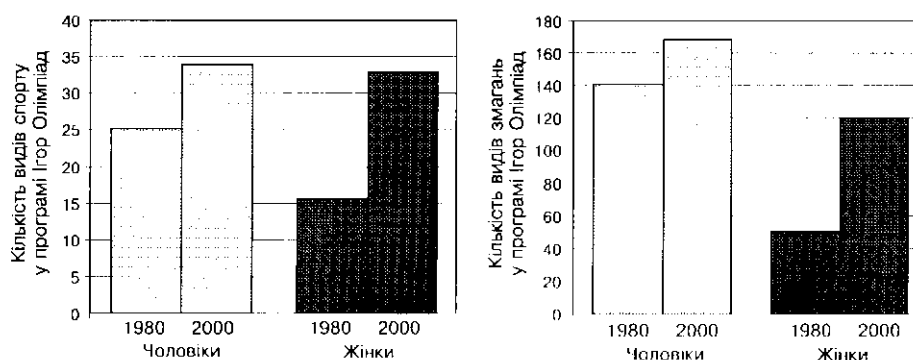 Кількість видів спорту
у програмі Ігор Олімпіад
40
35
30
25
20
15
10
5
0
1980 2000 1980 2000
Чоловіки Жінки
Кількість видів змагань
у програмі Ігор Олімпіад
180
160
140
120
100
80
60
40
20
0
1980 2000 1980 2000
Чоловіки Жінки